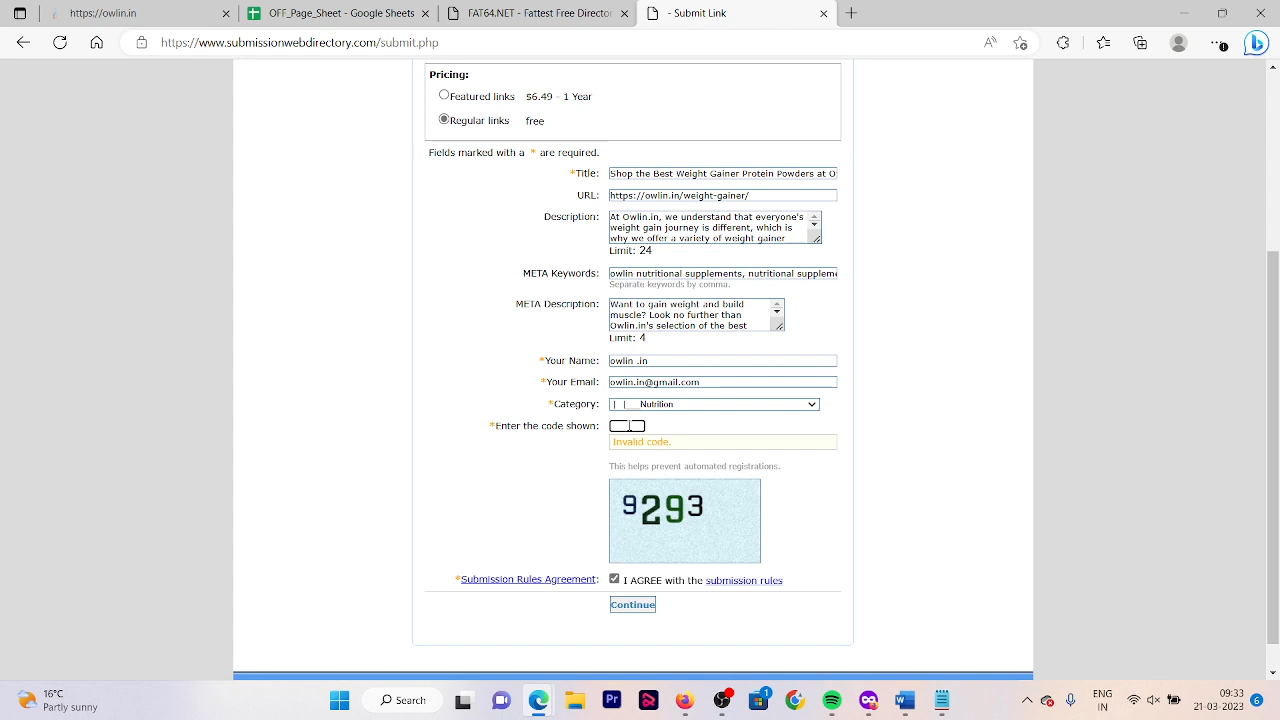 https://owlin.in
OFF_Page_Sheet - Google Sheets
FAT64.NET - Fastest Free Director
- Submit Link
https://www.submissionwebdirectory.com/submit.php
Pricing:
Featured links $6.49 - 1 Year
Regular links free
Fields marked with a * are required.
*Title: Shop the Best Weight Gainer Protein Powders at O
URL: https://owlin.in/weight-gainer/
Description: At Owlin.in, we understand that everyone's
weight gain journey is different, which is
why we offer a variety of weight gainer
Limit: 24
META Keywords: owlin nutritional supplements, nutritional suppleme
Separate keywords by comma.
META Description: Want to gain weight and build
muscle? Look no further than
Owlin.in's selection of the best
Limit: 4
*Your Name: owlin .in
*Your Email: owlin.in@gmail.com
*Category: | |___Nutrition
*Enter the code shown:
Invalid code.
This helps prevent automated registrations.
9293
*Submission Rules Agreement: I AGREE with the submission rules
Continue
16°C
Partly sunny
Search
1
ENG
IN
09:33
21-03-2023
6